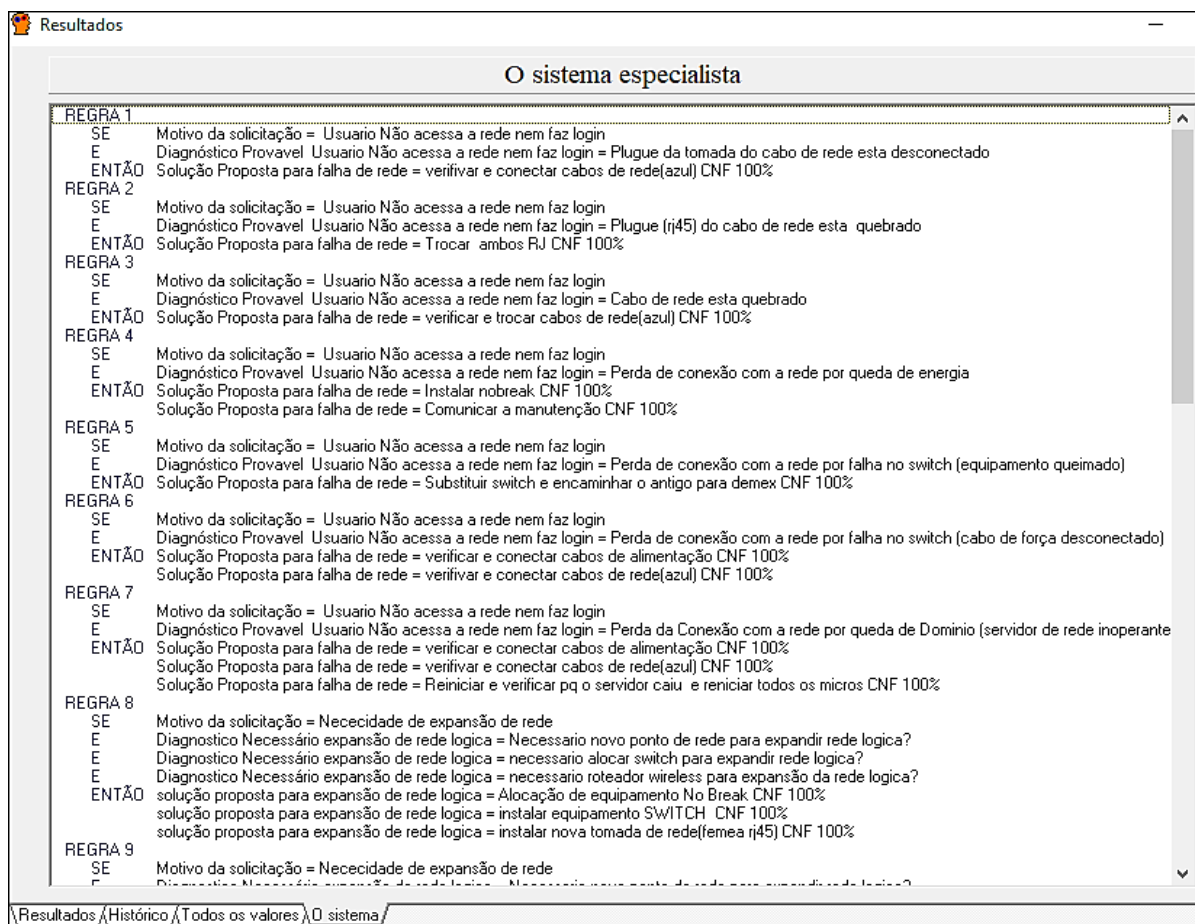 Resultados
O sistema especialista
REGRA 1
SE Motivo da solicitação = Usuario Não acessa a rede nem faz login
E Diagnóstico Provavel Usuario Não acessa a rede nem faz login = Plugue da tomada do cabo de rede esta desconectado
ENTÃO Solução Proposta para falha de rede = verifivar e conectar cabos de rede(azul) CNF 100%
REGRA 2
SE Motivo da solicitação = Usuario Não acessa a rede nem faz login
E Diagnóstico Provavel Usuario Não acessa a rede nem faz login = Plugue (rj45) do cabo de rede esta quebrado
ENTÃO Solução Proposta para falha de rede = Trocar ambos RJ CNF 100%
REGRA 3
SE Motivo da solicitação = Usuario Não acessa a rede nem faz login
E Diagnóstico Provavel Usuario Não acessa a rede nem faz login = Cabo de rede esta quebrado
ENTÃO Solução Proposta para falha de rede = verificar e trocar cabos de rede(azul) CNF 100%
REGRA 4
SE Motivo da solicitação = Usuario Não acessa a rede nem faz login
E Diagnóstico Provavel Usuario Não acessa a rede nem faz login = Perda de conexão com a rede por queda de energia
ENTÃO Solução Proposta para falha de rede = Instalar nobreak CNF 100%
Solução Proposta para falha de rede = Comunicar a manutenção CNF 100%
REGRA 5
SE Motivo da solicitação = Usuario Não acessa a rede nem faz login
E Diagnóstico Provavel Usuario Não acessa a rede nem faz login = Perda de conexão com a rede por falha no switch (equipamento queimado)
ENTÃO Solução Proposta para falha de rede = Substituir switch e encaminhar o antigo para demex CNF 100%
REGRA 6
SE Motivo da solicitação = Usuario Não acessa a rede nem faz login
E Diagnóstico Provavel Usuario Não acessa a rede nem faz login = Perda de conexão com a rede por falha no switch (cabo de força desconectado)
ENTÃO Solução Proposta para falha de rede = verificar e conectar cabos de alimentação CNF 100%
Solução Proposta para falha de rede = verifivar e conectar cabos de rede(azul) CNF 100%
REGRA 7
SE Motivo da solicitação = Usuario Não acessa a rede nem faz login
E Diagnóstico Provavel Usuario Não acessa a rede nem faz login = Perda da Conexão com a rede por queda de Dominio (servidor de rede inoperante
ENTÃO Solução Proposta para falha de rede = verificar e conectar cabos de alimentação CNF 100%
Solução Proposta para falha de rede = verifivar e conectar cabos de rede(azul) CNF 100%
Solução Proposta para falha de rede = Reiniciar e verificar pq o servidor caiu e reniciar todos os micros CNF 100%
REGRA 8
SE Motivo da solicitação = Nececidade de expansão de rede
E Diagnostico Necessário expansão de rede logica = Necessario novo ponto de rede para expandir rede logica?
E Diagnostico Necessário expansão de rede logica = necessario alocar switch para expandir rede logica?
E Diagnostico Necessário expansão de rede logica = necessario roteador wireless para expansão da rede logica?
ENTÃO solução proposta para expansão de rede logica = Alocação de equipamento No Break CNF 100%
solução proposta para expansão de rede logica = instalar equipamento SWITCH CNF 100%
solução proposta para expansão de rede logica = instalar nova tomada de rede(femea rj45) CNF 100%
REGRA 9
SE Motivo da solicitação = Nececidade de expansão de rede
E Diagnostico Necessário expansão de rede logica = Necessario novo ponto de rede para expandir rede logica?
Resultados Histórico Todos os valores O sistema